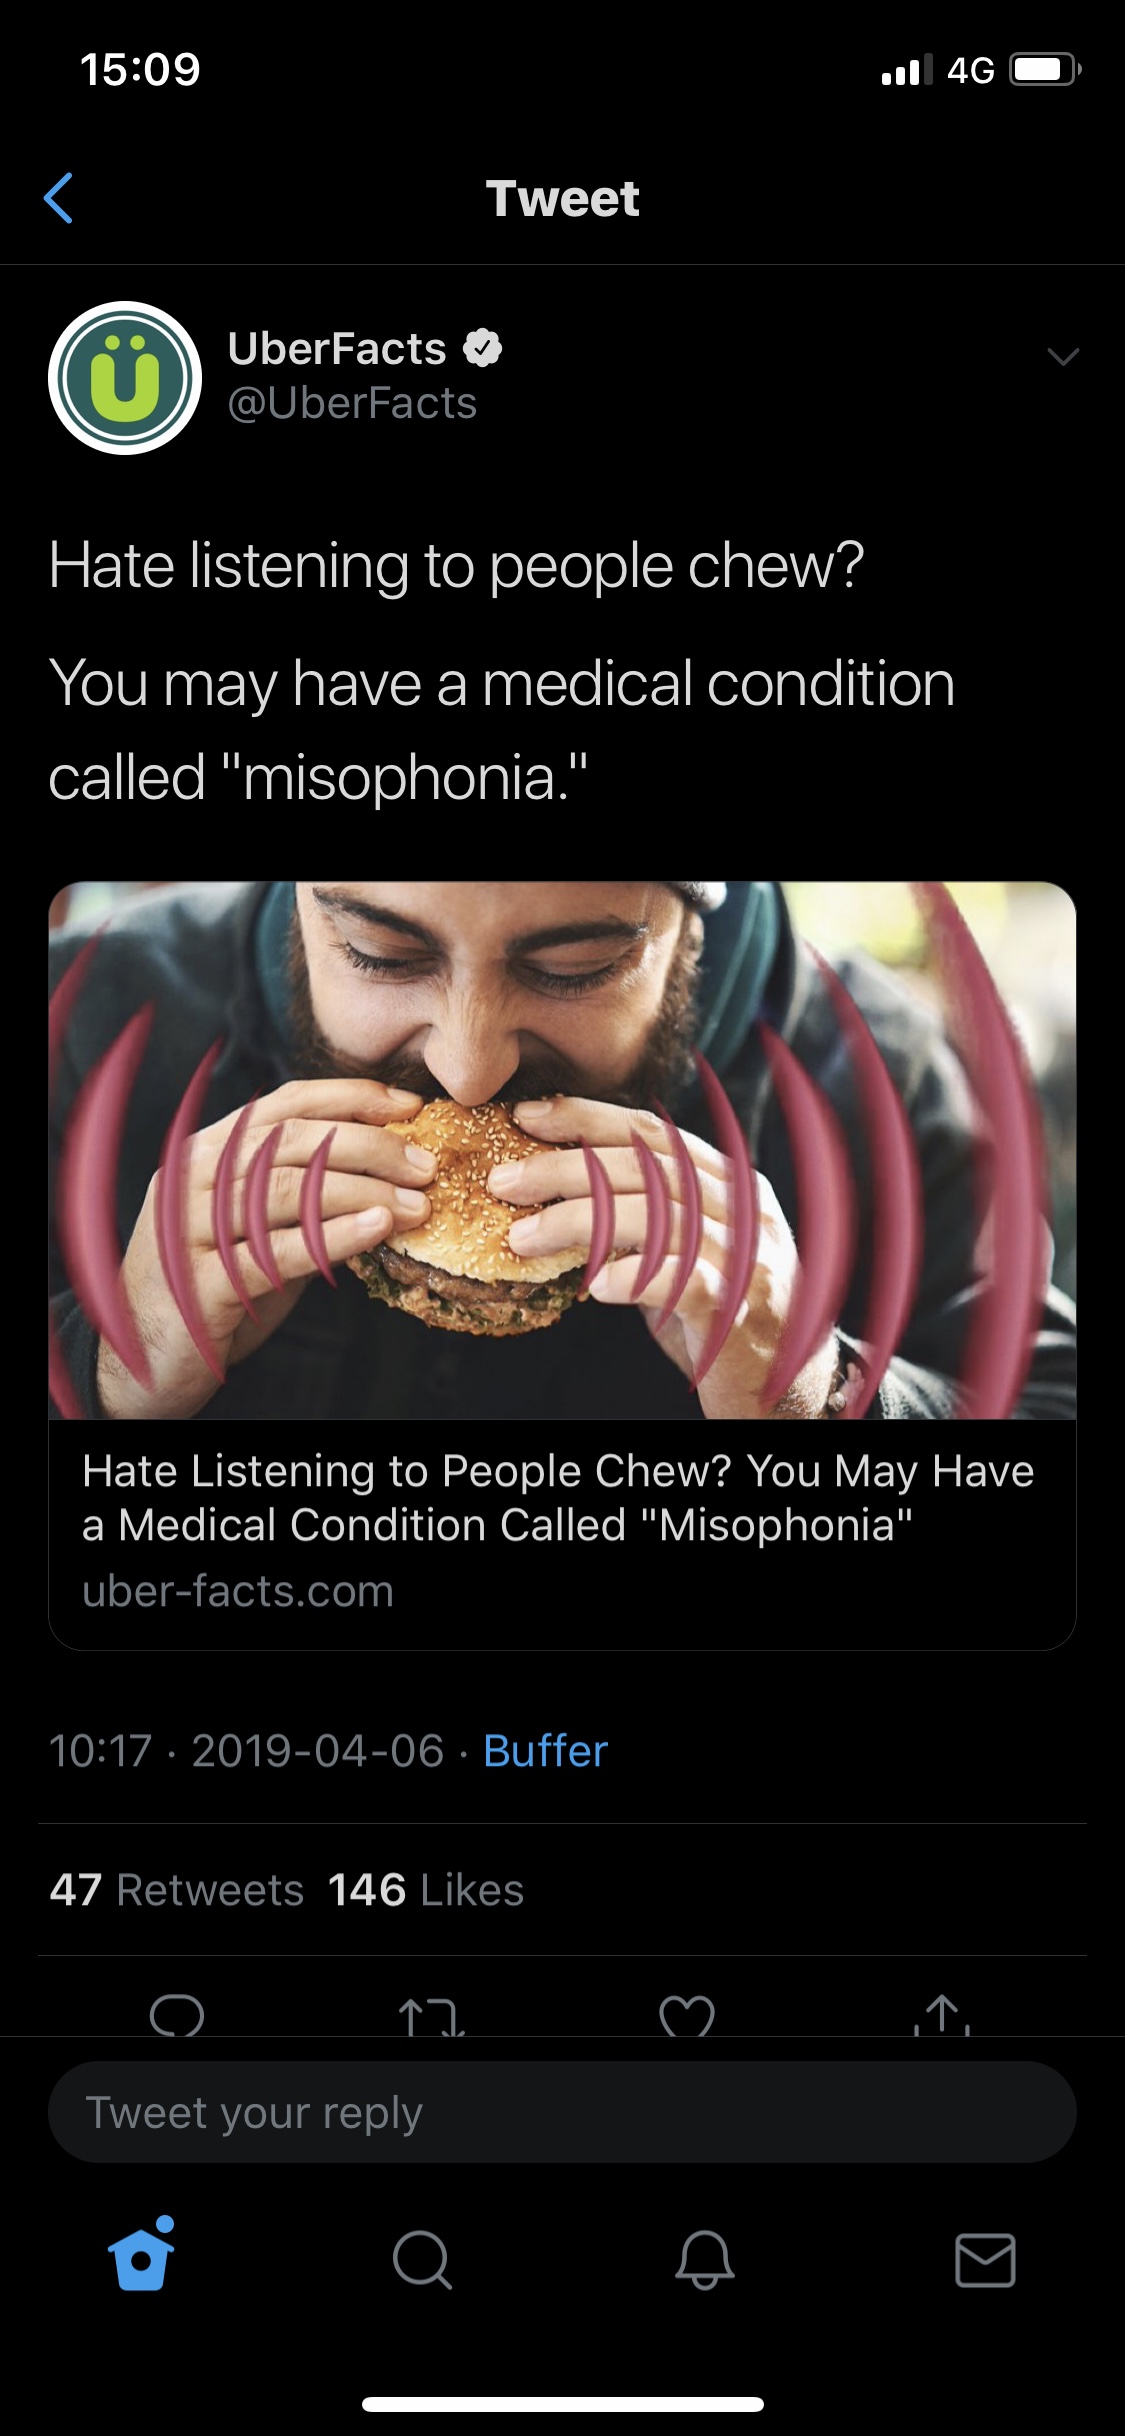 15:09
4G
Tweet
Ü
UberFacts
@UberFacts
Hate listening to people chew?
You may have a medical condition
called "misophonia."
Hate Listening to People Chew? You May Have
a Medical Condition Called "Misophonia"
uber-facts.com
10:17 · 2019-04-06 · Buffer
47 Retweets 146 Likes
Tweet your reply